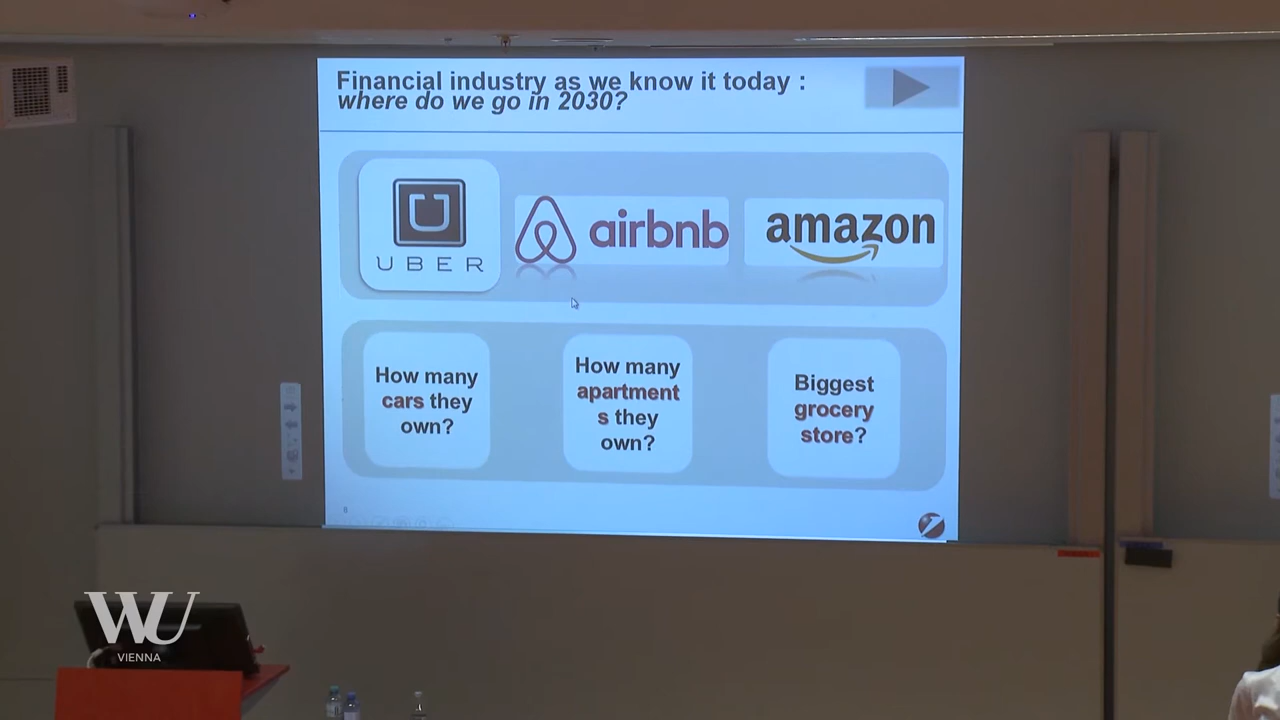 Financial industry as we know it today :
where do we go in 2030?
UBER
airbnb
amazon
How many
cars they
own?
How many
apartment
s they
own?
Biggest
grocery
store?
8
WU
VIENNA